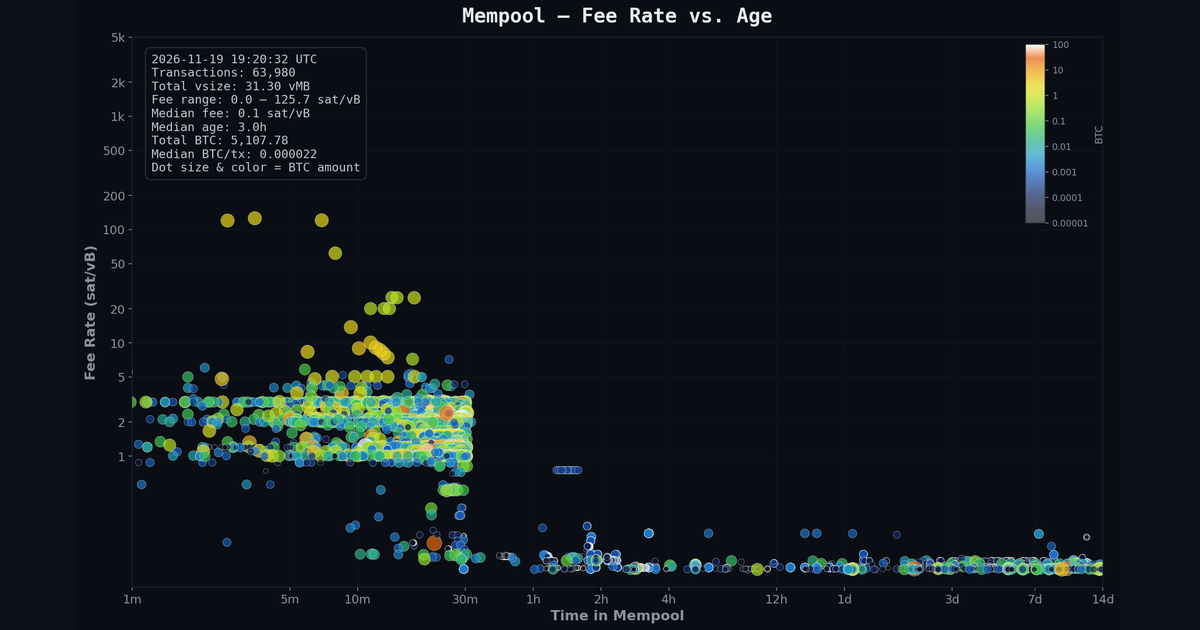 Mempool — Fee Rate vs. Age
2026-11-19 19:20:32 UTC
Transactions: 63,980
Total vsize: 31.30 vMB
Fee range: 0.0 — 125.7 sat/vB
Median fee: 0.1 sat/vB
Median age: 3.0h
Total BTC: 5,107.78
Median BTC/tx: 0.000022
Dot size & color = BTC amount
100
10
1
0.1
0.01
0.001
0.0001
0.00001
BTC
Fee Rate (sat/vB)
5k
2k
1k
500
200
100
50
20
10
5
2
1
1m
5m
10m
30m
1h
2h
4h
12h
1d
3d
7d
14d
Time in Mempool